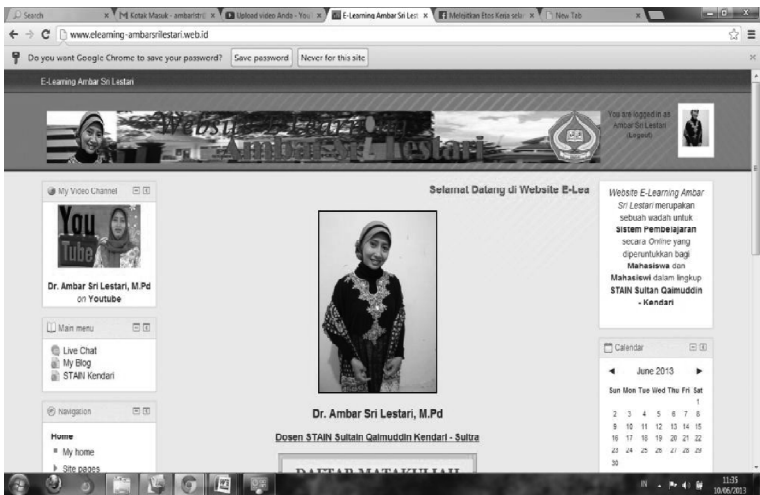 Search
Kotak Masuk - ambarlstri
Upload video Anda - You
E-Learning Ambar Sri Lest
Melejitkan Etos Kerja sele
New Tab
www.elearning-ambarsrilestari.web.id
Do you want Google Chrome to save your password?
Save password
Never for this site
E-Learning Ambar Sri Lestari
Ambar Sri Lestari
You are logged in as
Ambar Sri Lestari
(Logout)
My Video Channel
You
Tube
Dr. Ambar Sri Lestari, M.Pd
on Youtube
Main menu
Live Chat
My Blog
STAIN Kendari
Navigation
Home
My home
Site pages
Selamat Datang di Website E-Lea
Dr. Ambar Sri Lestari, M.Pd
Dosen STAIN Sultain Qaimuddin Kendari - Sultra
DAFTAR MATAKULIAH
Website E-Learning Ambar
Sri Lestari merupakan
sebuah wadah untuk
Sistem Pembelajaran
secara Online yang
diperuntukkan bagi
Mahasiswa dan
Mahasiswi dalam lingkup
STAIN Sultan Qaimuddin
- Kendari
Calendar
June 2013
Sun Mon Tue Wed Thu Fri Sat
1
2 3 4 5 6 7 8
9 10 11 12 13 14 15
16 17 18 19 20 21 22
23 24 25 26 27 28 29
30
IN
11:35
10/06/2013